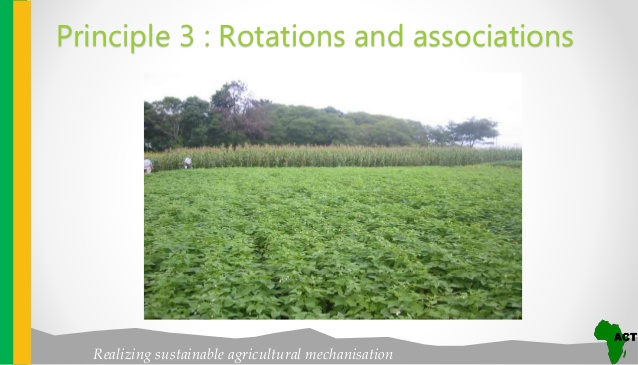 Principle 3 : Rotations and associations
ACT
Realizing sustainable agricultural mechanisation